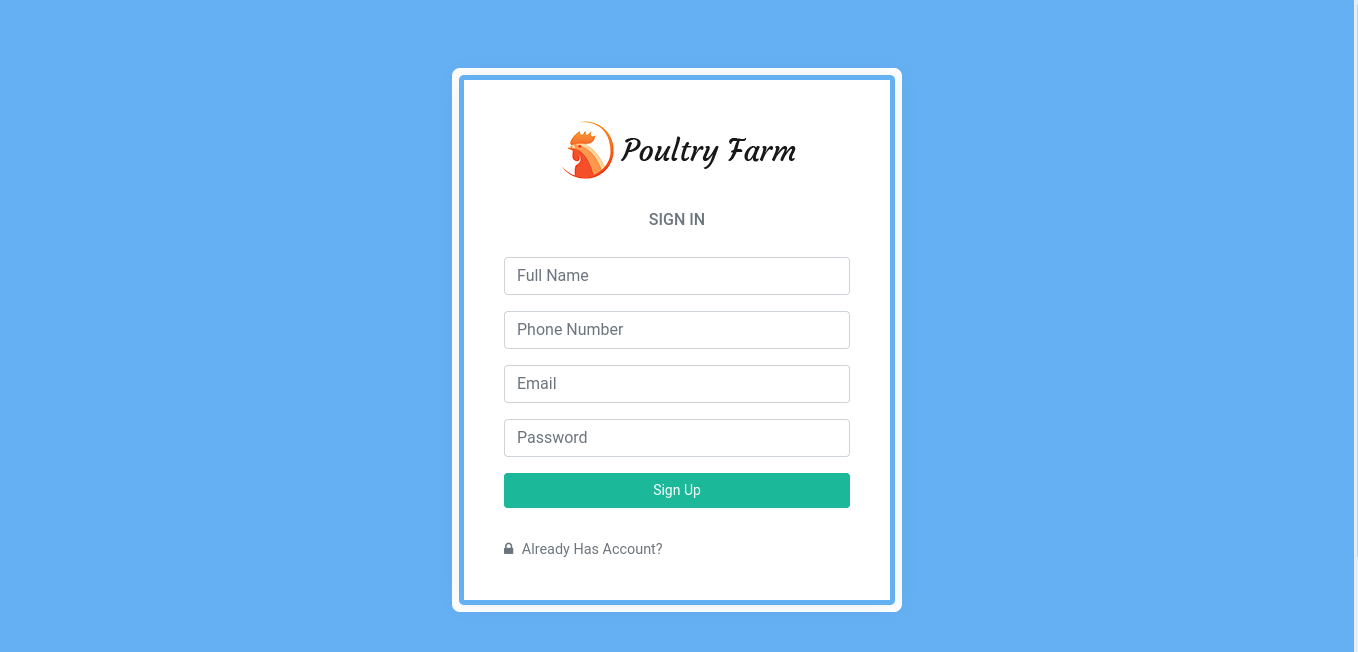 Poultry Farm
SIGN IN
Full Name
Phone Number
Email
Password
Sign Up
Already Has Account?